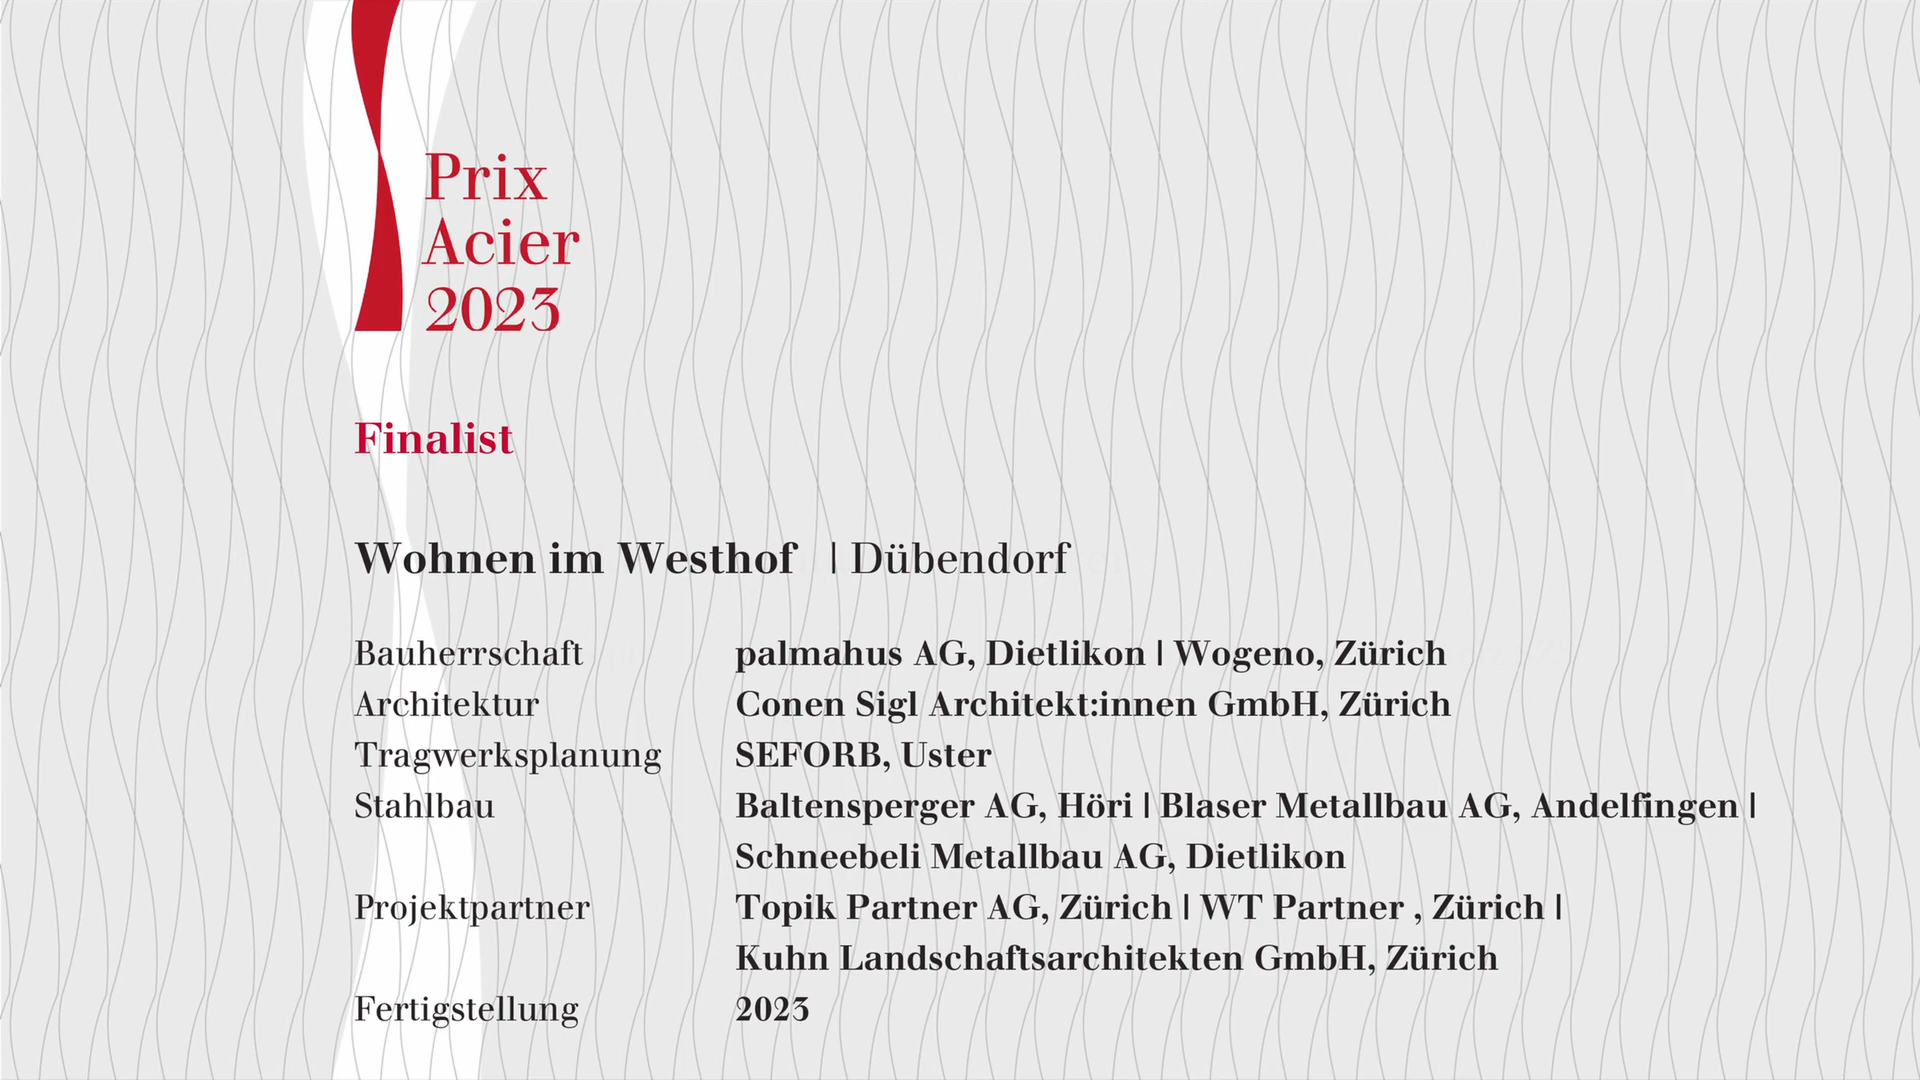 Prix
Acier
2023
Finalist
Wohnen im Westhof | Dübendorf
Bauherrschaft palmahus AG, Dietlikon | Wogeno, Zürich
Architektur Conen Sigl Architekt:innen GmbH, Zürich
Tragwerksplanung SEFORB, Uster
Stahlbau Baltensperger AG, Höri | Blaser Metallbau AG, Andelfingen |
Schneebeli Metallbau AG, Dietlikon
Projektpartner Topik Partner AG, Zürich | WT Partner , Zürich |
Kuhn Landschaftsarchitekten GmbH, Zürich
Fertigstellung 2023